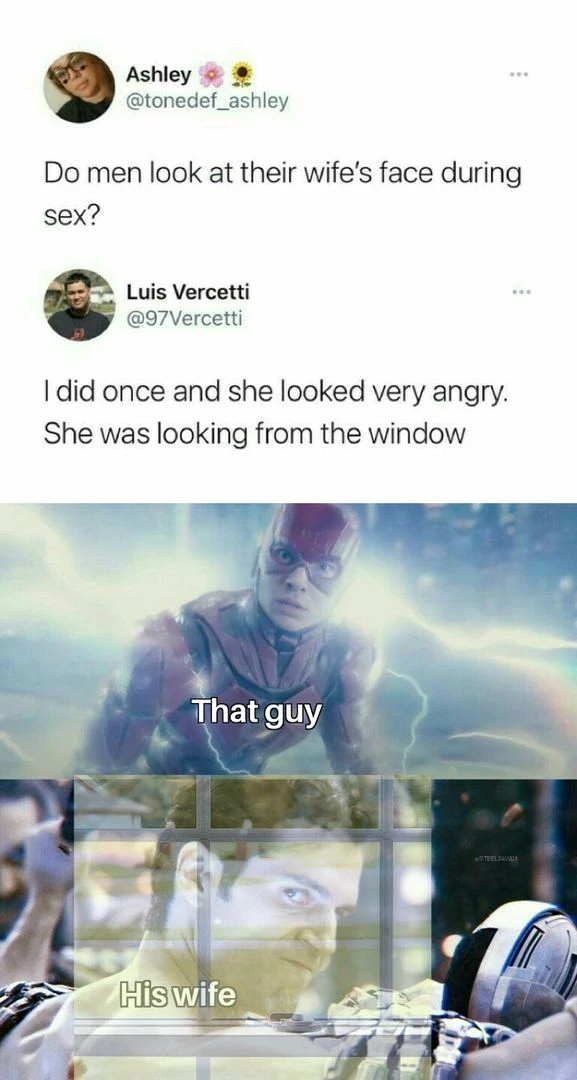 Ashley 🌸 🌻
@tonedef_ashley
Do men look at their wife's face during
sex?
Luis Vercetti
@97Vercetti
I did once and she looked very angry.
She was looking from the window
That guy
His wife